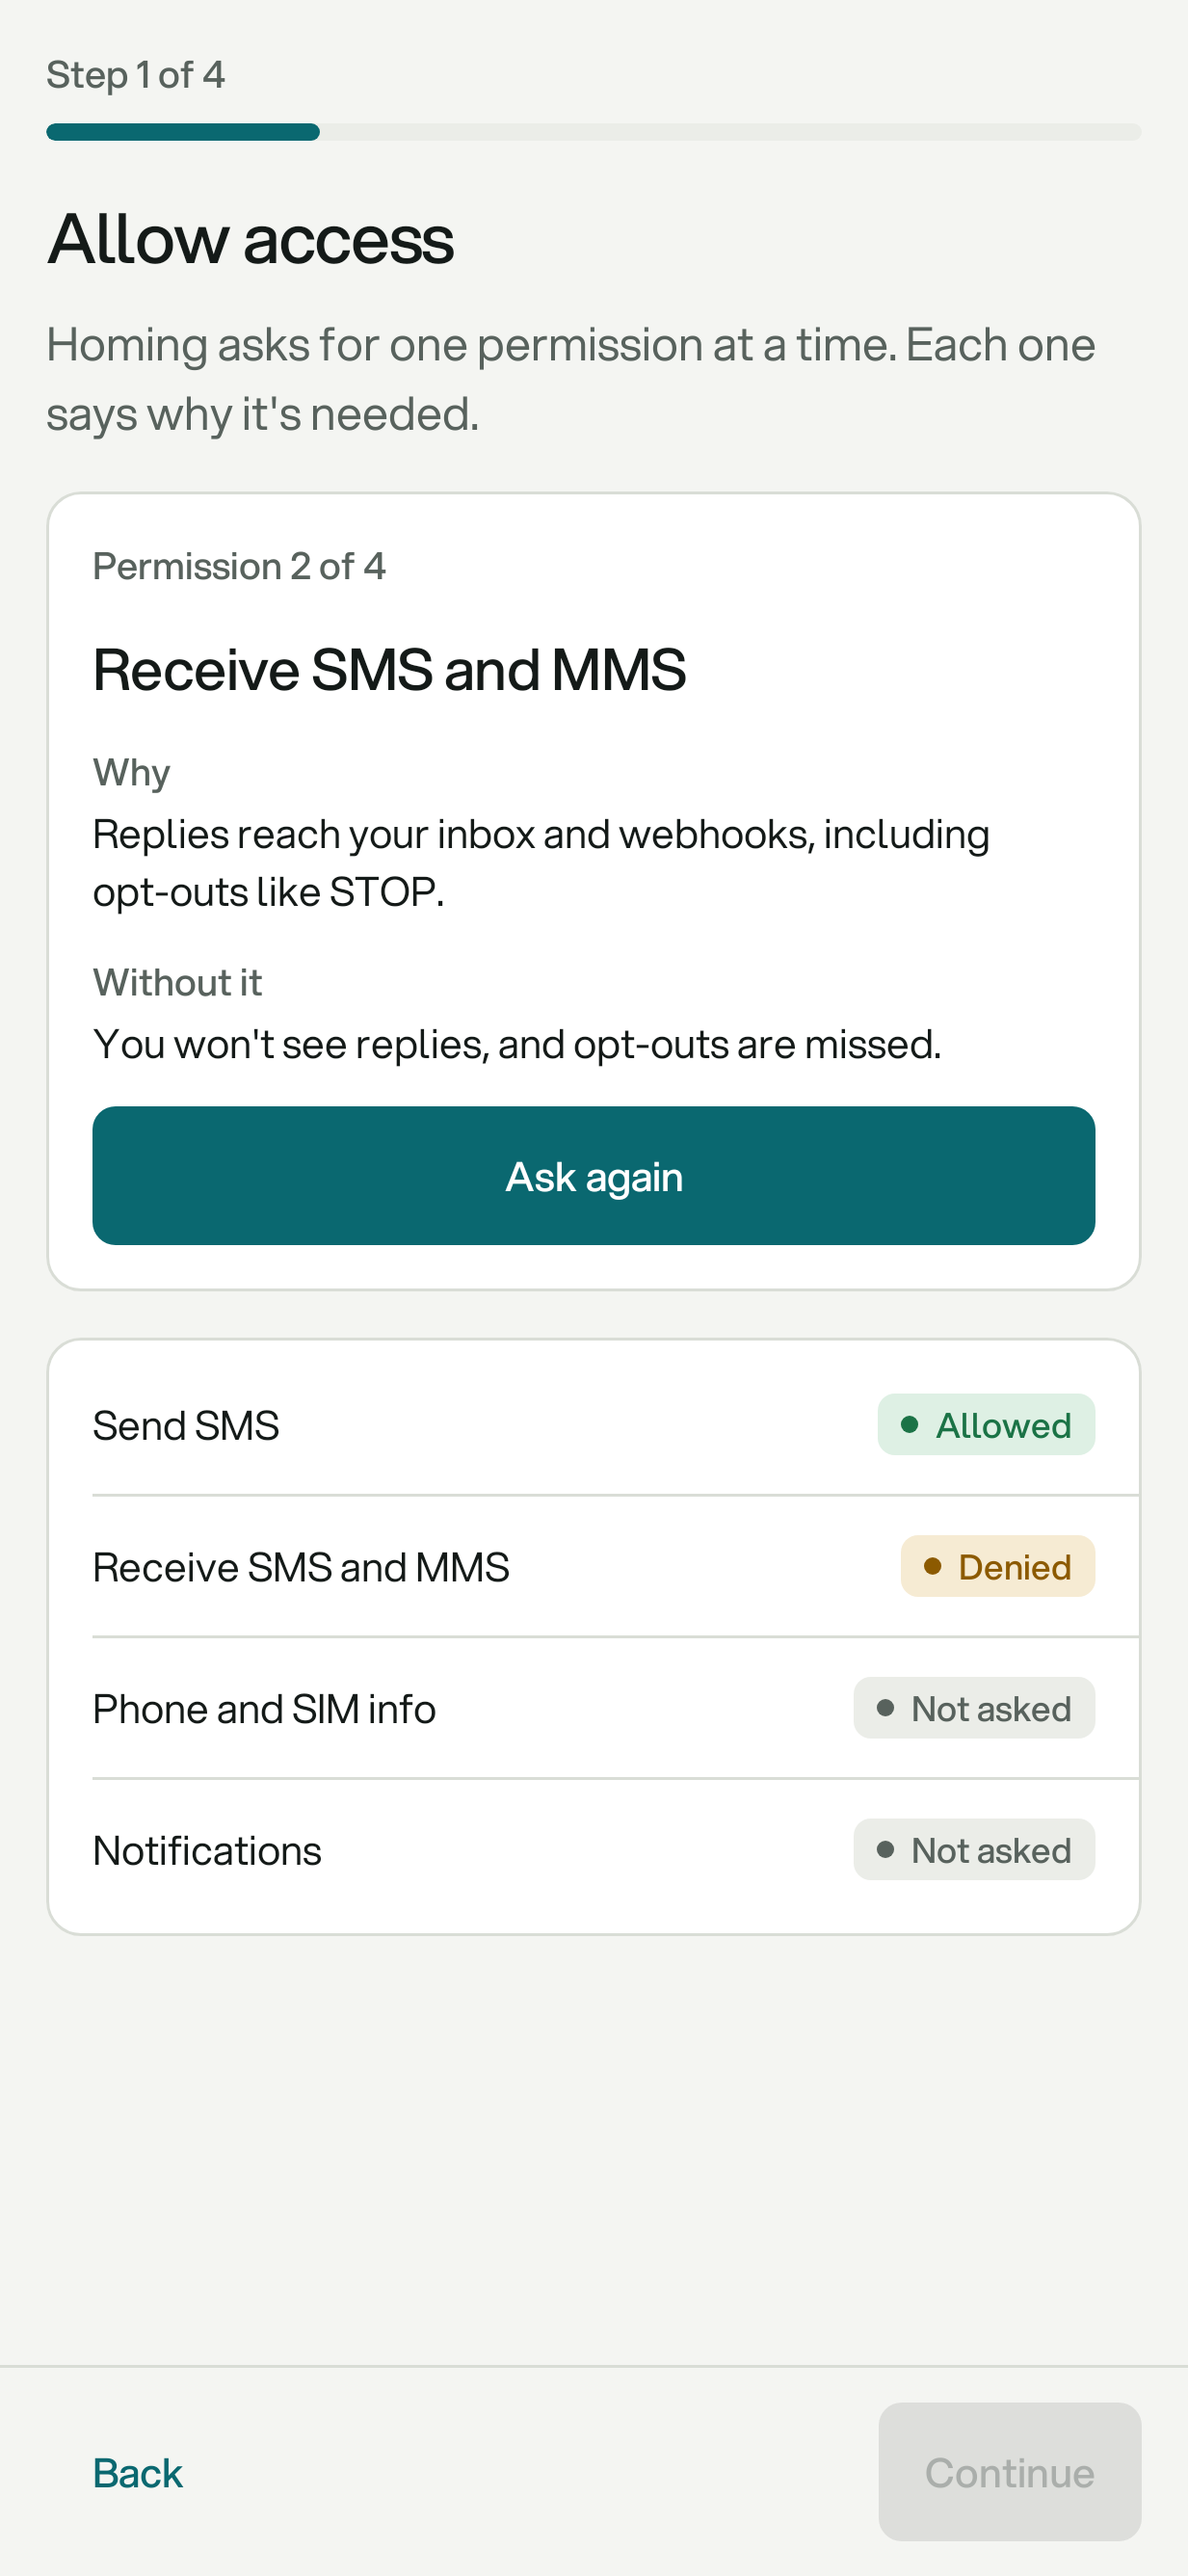 Step 1 of 4
Allow access
Homing asks for one permission at a time. Each one
says why it's needed.
Permission 2 of 4
Receive SMS and MMS
Why
Replies reach your inbox and webhooks, including
opt-outs like STOP.
Without it
You won't see replies, and opt-outs are missed.
Ask again
Send SMS
Allowed
Receive SMS and MMS
Denied
Phone and SIM info
Not asked
Notifications
Not asked
Back
Continue